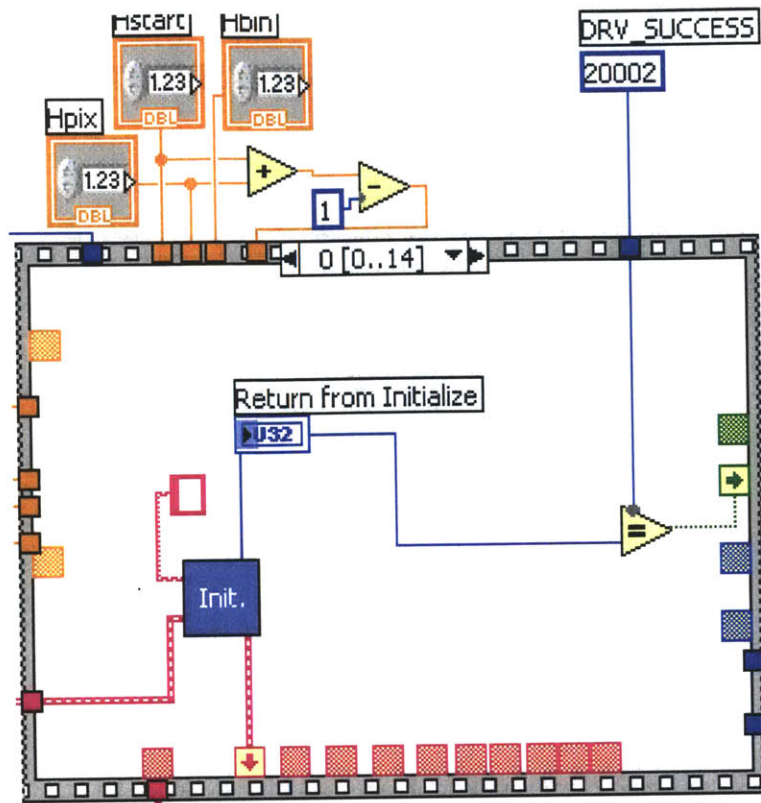 Hstart
Hbin
DRV_SUCCESS
1.23
1.23
20002
DBL
Hpix
1.23
DBL
+
-
1
0 [0..14]
Return from Initialize
U32
=
Init.